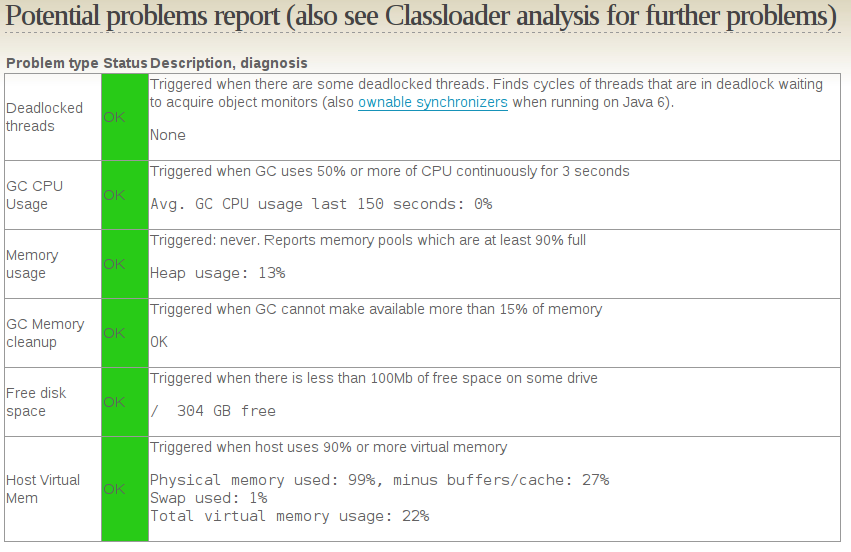 Potential problems report (also see Classloader analysis for further problems)
Problem type Status Description, diagnosis
Deadlocked threads
OK
Triggered when there are some deadlocked threads. Finds cycles of threads that are in deadlock waiting
to acquire object monitors (also ownable synchronizers when running on Java 6).
None
GC CPU
Usage
OK
Triggered when GC uses 50% or more of CPU continuously for 3 seconds
Avg. GC CPU usage last 150 seconds: 0%
Memory
usage
OK
Triggered: never. Reports memory pools which are at least 90% full
Heap usage: 13%
GC Memory
cleanup
OK
Triggered when GC cannot make available more than 15% of memory
OK
Free disk
space
OK
Triggered when there is less than 100Mb of free space on some drive
/  304 GB free
Host Virtual
Mem
OK
Triggered when host uses 90% or more virtual memory
Physical memory used: 99%, minus buffers/cache: 27%
Swap used: 1%
Total virtual memory usage: 22%